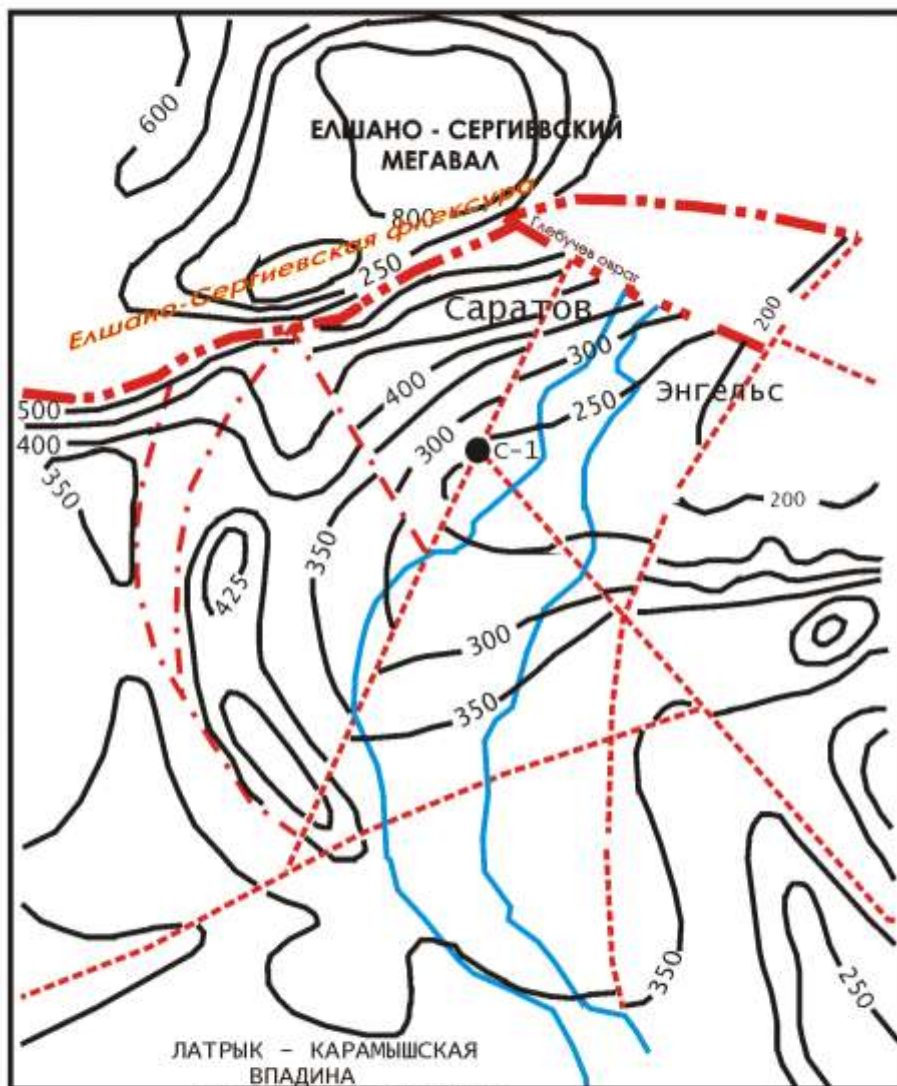 600
ЕЛШАНО - СЕРГИЕВСКИЙ
МЕГАВАЛ
800
Елшано-Сергиевская флексура
Глебучев овраг
250
200
Саратов
300
400
Энгельс
500
250
400
300
С-1
350
200
350
425
300
350
350
250
ЛАТРЫК - КАРАМЫШСКАЯ
ВПАДИНА